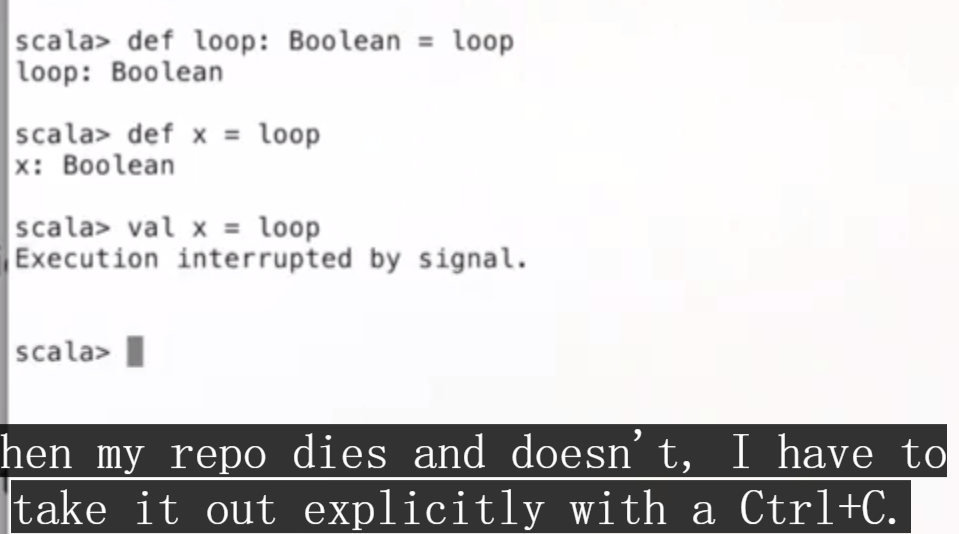 scala> def loop: Boolean = loop
loop: Boolean
scala> def x = loop
x: Boolean
scala> val x = loop
Execution interrupted by signal.
scala>
hen my repo dies and doesn't, I have to
take it out explicitly with a Ctrl+C.